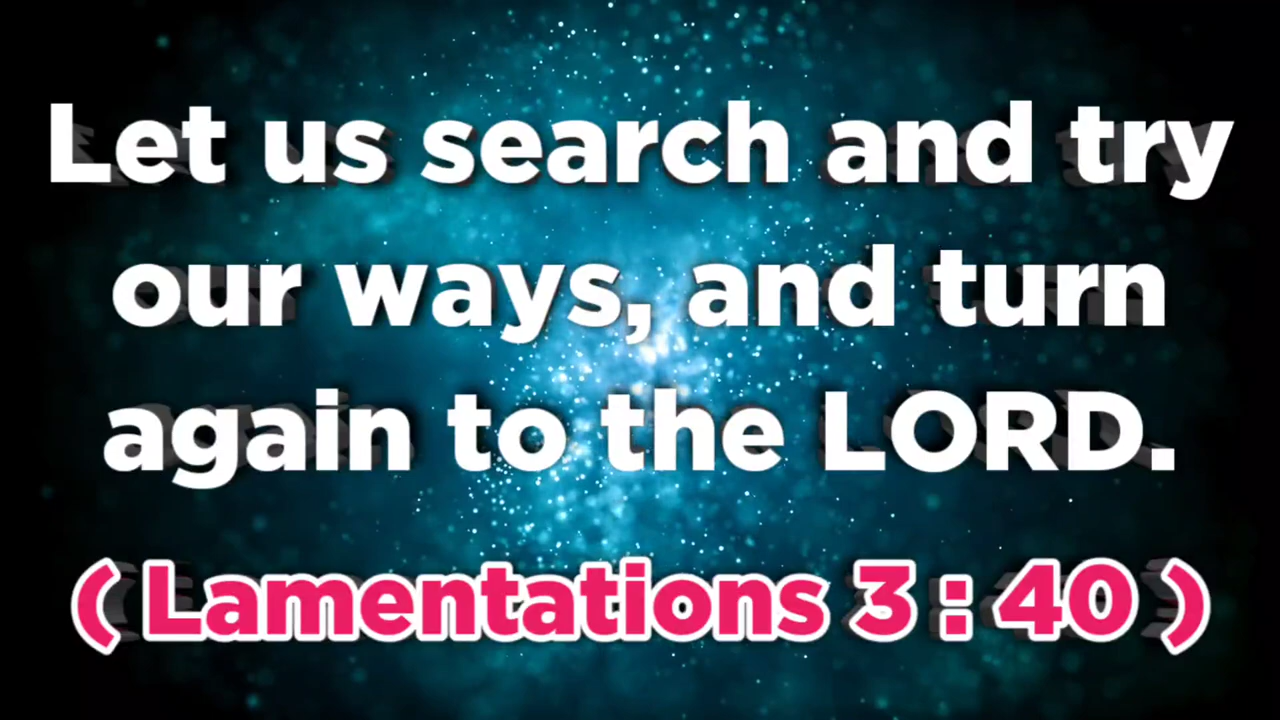 Let us search and try
our ways, and turn
again to the LORD.
( Lamentations 3 : 40 )